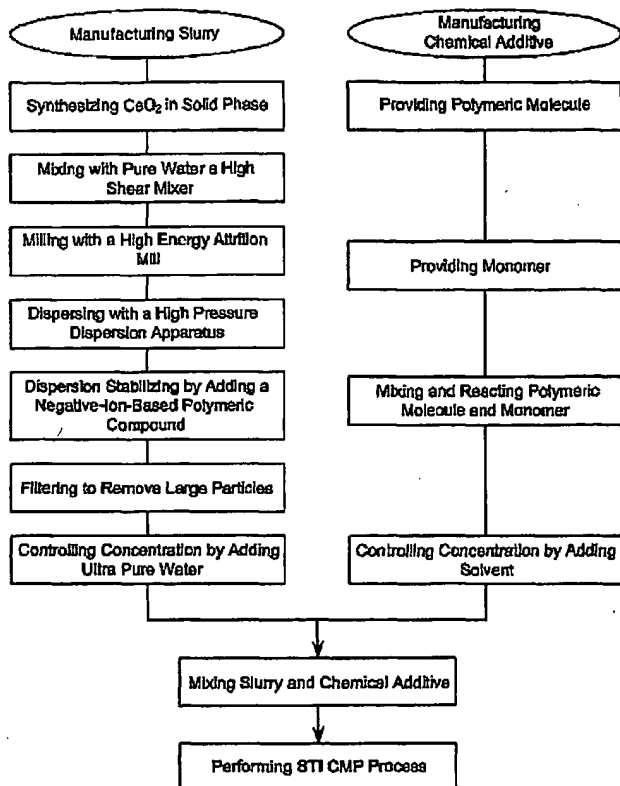 Manufacturing Slurry
Synthesizing CeO2 in Solid Phase
Mixing with Pure Water a High
Shear Mixer
Milling with a High Energy Attrition
Mill
Dispersing with a High Pressure
Dispersion Apparatus
Dispersion Stabilizing by Adding a
Negative-Ion-Based Polymeric
Compound
Filtering to Remove Large Particles
Controlling Concentration by Adding
Ultra Pure Water
Manufacturing
Chemical Additive
Providing Polymeric Molecule
Providing Monomer
Mixing and Reacting Polymeric
Molecule and Monomer
Controlling Concentration by Adding
Solvent
Mixing Slurry and Chemical Additive
Performing STI CMP Process